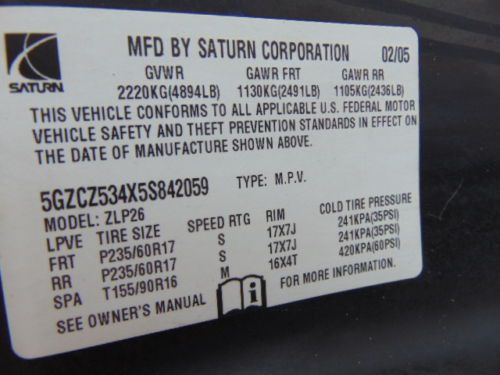 SATURN
MFD BY SATURN CORPORATION 02/05
GVWR GAWR FRT GAWR RR
2220KG(4894LB) 1130KG(2491LB) 1105KG(2436LB)
THIS VEHICLE CONFORMS TO ALL APPLICABLE U.S. FEDERAL MOTOR
VEHICLE SAFETY AND THEFT PREVENTION STANDARDS IN EFFECT ON
THE DATE OF MANUFACTURE SHOWN ABOVE.
5GZCZ534X5S842059 TYPE: M.P.V.
MODEL: ZLP26
LPVE TIRE SIZE SPEED RTG RIM COLD TIRE PRESSURE
FRT P235/60R17 S 17X7J 241KPA(35PSI)
RR P235/60R17 S 17X7J 241KPA(35PSI)
SPA T155/90R16 M 16X4T 420KPA(60PSI)
SEE OWNER'S MANUAL i